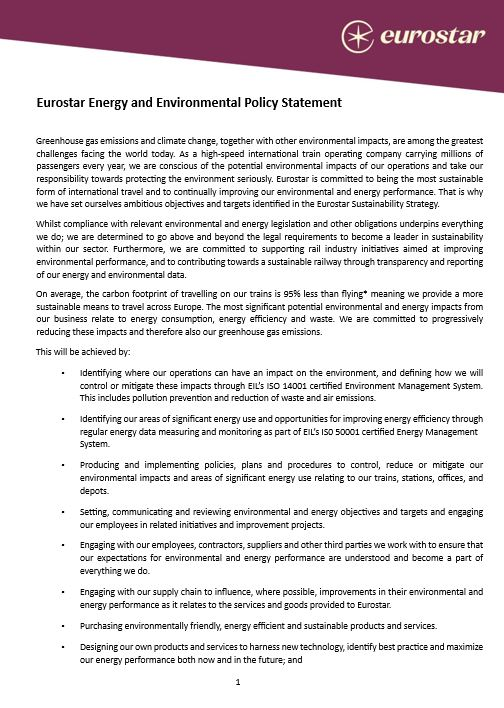 eurostar
Eurostar Energy and Environmental Policy Statement
Greenhouse gas emissions and climate change, together with other environmental impacts, are among the greatest
challenges facing the world today. As a high-speed international train operating company carrying millions of
passengers every year, we are conscious of the potential environmental impacts of our operations and take our
responsibility towards protecting the environment seriously. Eurostar is committed to being the most sustainable
form of international travel and to continually improving our environmental and energy performance. That is why
we have set ourselves ambitious objectives and targets identified in the Eurostar Sustainability Strategy.
Whilst compliance with relevant environmental and energy legislation and other obligations underpins everything
we do; we are determined to go above and beyond the legal requirements to become a leader in sustainability
within our sector. Furthermore, we are committed to supporting rail industry initiatives aimed at improving
environmental performance, and to contributing towards a sustainable railway through transparency and reporting
of our energy and environmental data.
On average, the carbon footprint of travelling on our trains is 95% less than flying* meaning we provide a more
sustainable means to travel across Europe. The most significant potential environmental and energy impacts from
our business relate to energy consumption, energy efficiency and waste. We are committed to progressively
reducing these impacts and therefore also our greenhouse gas emissions.
This will be achieved by:
• Identifying where our operations can have an impact on the environment, and defining how we will
control or mitigate these impacts through EIL's ISO 14001 certified Environment Management System.
This includes pollution prevention and reduction of waste and air emissions.
• Identifying our areas of significant energy use and opportunities for improving energy efficiency through
regular energy data measuring and monitoring as part of EIL's IS0 50001 certified Energy Management
System.
• Producing and implementing policies, plans and procedures to control, reduce or mitigate our
environmental impacts and areas of significant energy use relating to our trains, stations, offices, and
depots.
• Setting, communicating and reviewing environmental and energy objectives and targets and engaging
our employees in related initiatives and improvement projects.
• Engaging with our employees, contractors, suppliers and other third parties we work with to ensure that
our expectations for environmental and energy performance are understood and become a part of
everything we do.
• Engaging with our supply chain to influence, where possible, improvements in their environmental and
energy performance as it relates to the services and goods provided to Eurostar.
• Purchasing environmentally friendly, energy efficient and sustainable products and services.
• Designing our own products and services to harness new technology, identify best practice and maximize
our energy performance both now and in the future; and
1